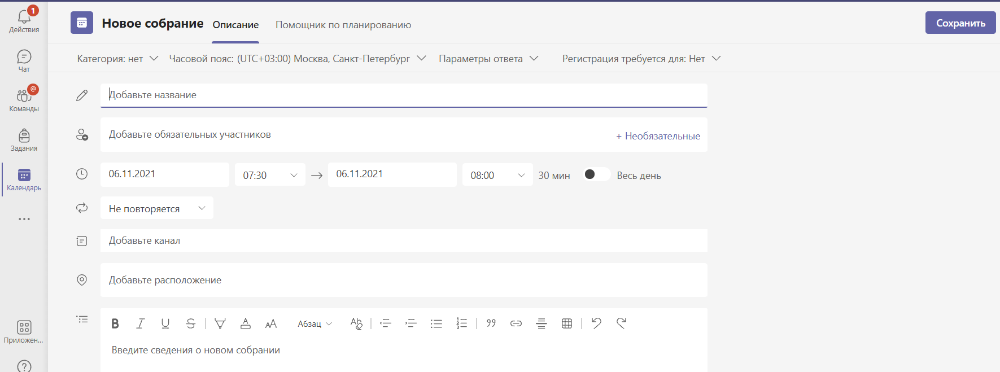 1
Действия
Новое собрание Описание Помощник по планированию Сохранить
Категория: нет Часовой пояс: (UTC+03:00) Москва, Санкт-Петербург Параметры ответа Регистрация требуется для: Нет
Чат
@
Команды
Задания
Календарь
Приложен...
?
Добавьте название
Добавьте обязательных участников + Необязательные
06.11.2021 07:30 → 06.11.2021 08:00 30 мин Весь день
Не повторяется
Добавьте канал
Добавьте расположение
B I U S A AA Абзац Ab
Введите сведения о новом собрании